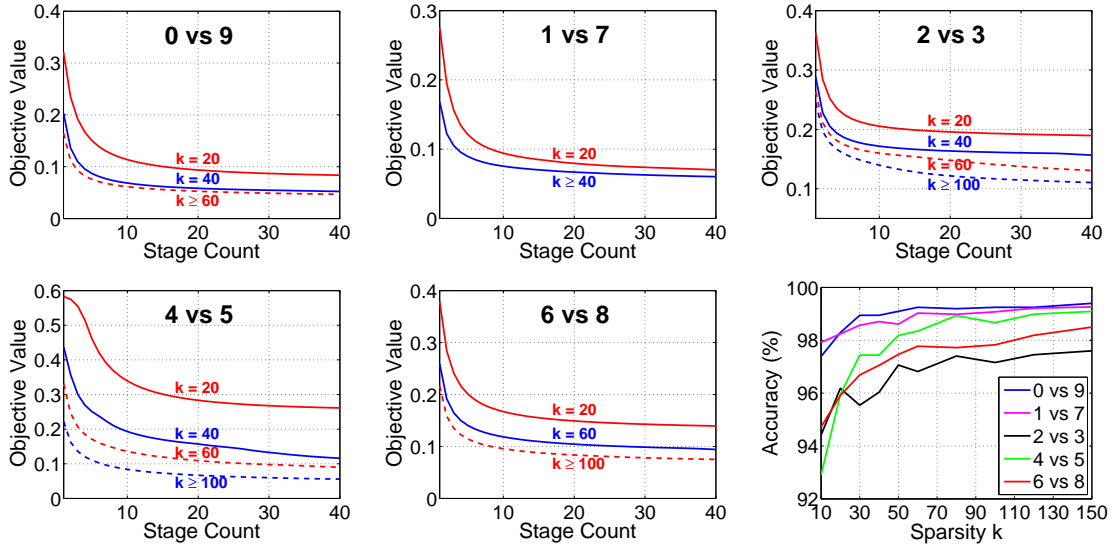 0 vs 9
Objective Value
0.4
0.3
0.2
0.1
0
k = 20
k = 40
k ≥ 60
10 20 30 40
Stage Count
1 vs 7
Objective Value
0.3
0.2
0.1
0
k = 20
k ≥ 40
10 20 30 40
Stage Count
2 vs 3
Objective Value
0.4
0.3
0.2
0.1
k = 20
k = 40
k = 60
k ≥ 100
10 20 30 40
Stage Count
4 vs 5
Objective Value
0.6
0.5
0.4
0.3
0.2
0.1
0
k = 20
k = 40
k = 60
k ≥ 100
10 20 30 40
Stage Count
6 vs 8
Objective Value
0.4
0.3
0.2
0.1
0
k = 20
k = 60
k ≥ 100
10 20 30 40
Stage Count
Accuracy (%)
100
98
96
94
92
0 vs 9
1 vs 7
2 vs 3
4 vs 5
6 vs 8
10 30 50 70 90 110 130 150
Sparsity k